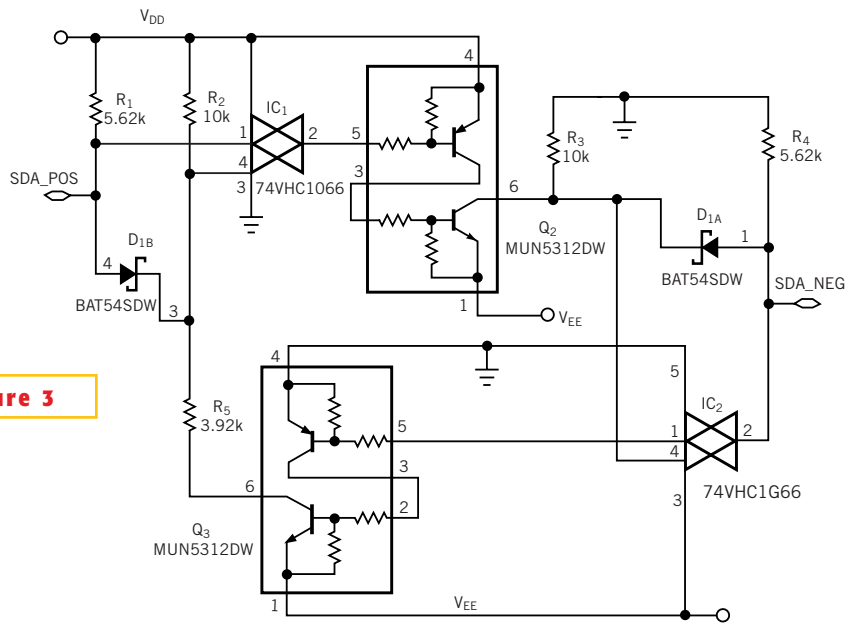 VDD
4
R1
5.62k
R2
10k
IC1
1
2
5
4
3
74VHC1066
3
SDA_POS
R3
10k
R4
5.62k
6
Q2
MUN5312DW
D1A
1
BAT54SDW
SDA_NEG
D1B
4
BAT54SDW
3
1
VEE
4
5
ure 3
R5
3.92k
IC2
5
1
2
4
3
74VHC1G66
3
2
6
Q3
MUN5312DW
1
VEE